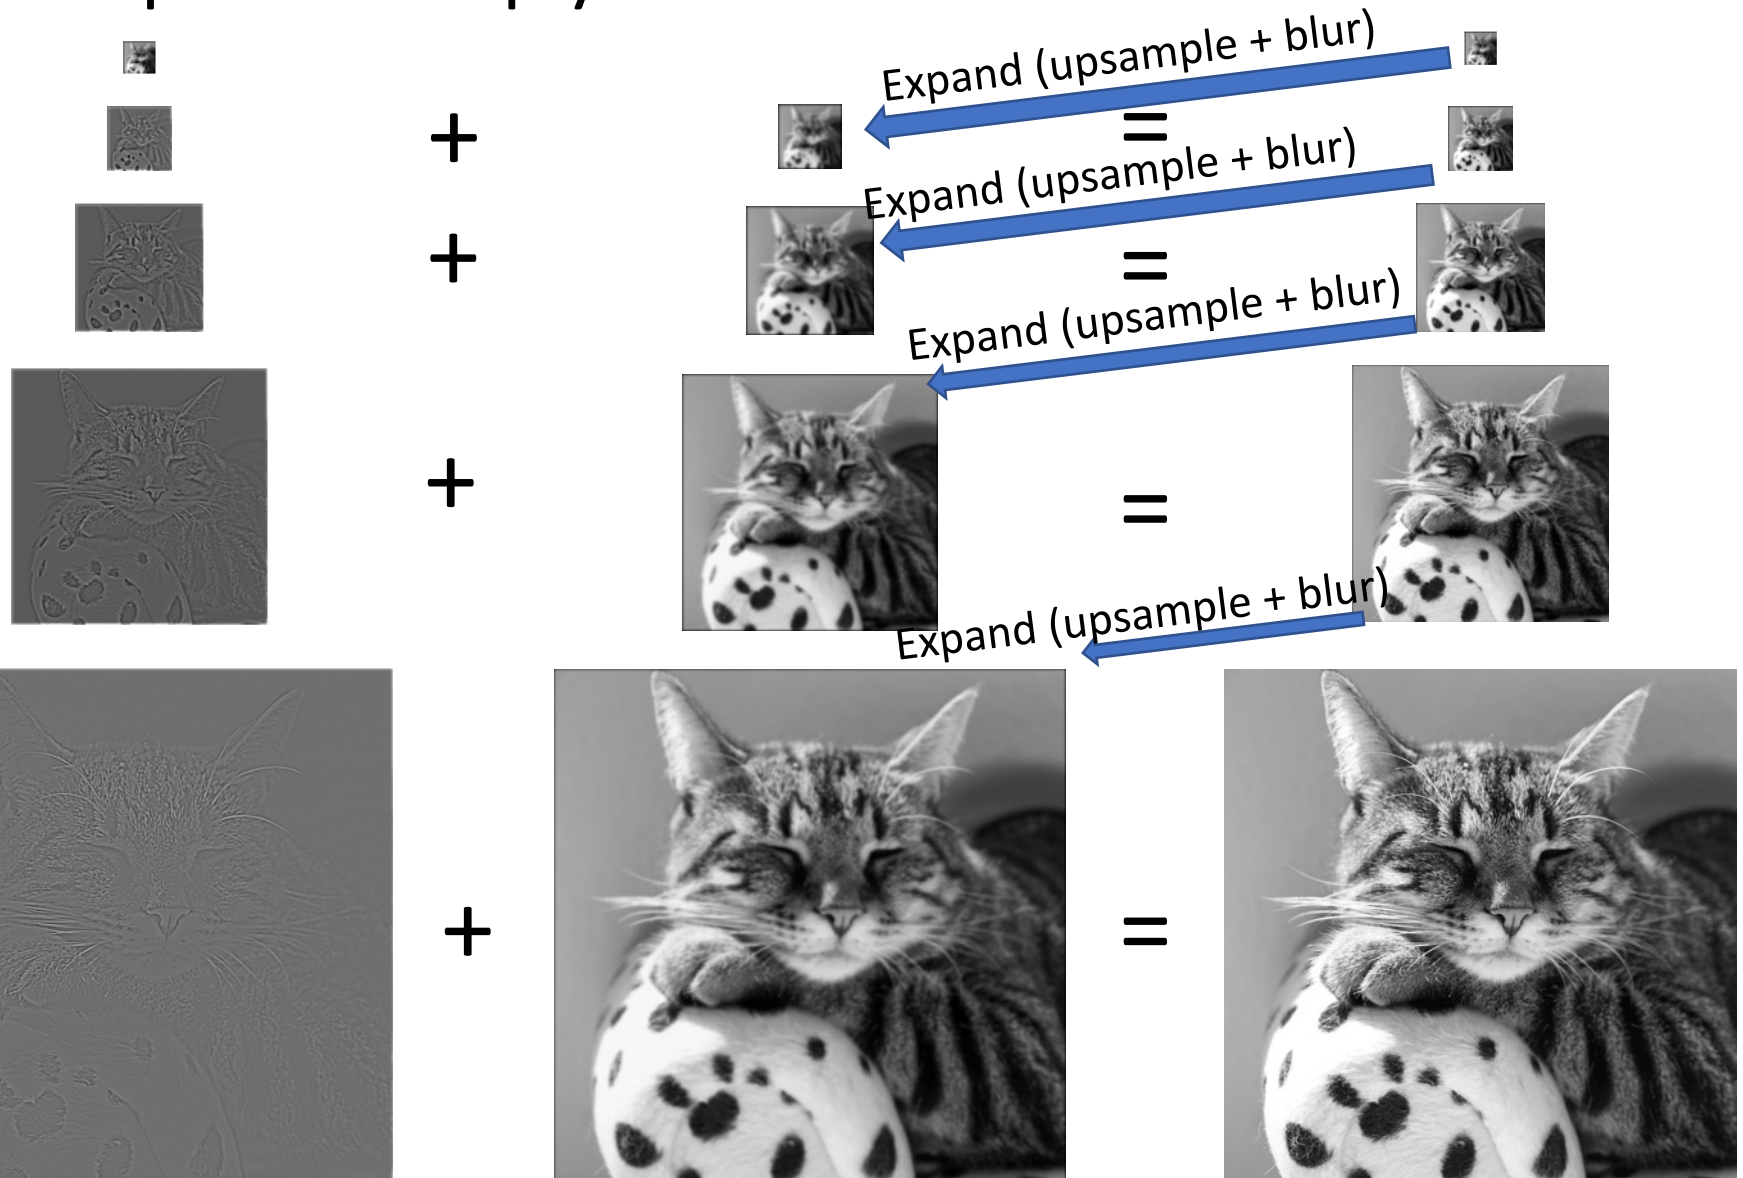 Expand (upsample + blur)
+
=
Expand (upsample + blur)
+
=
Expand (upsample + blur)
+
=
Expand (upsample + blur)
+
=